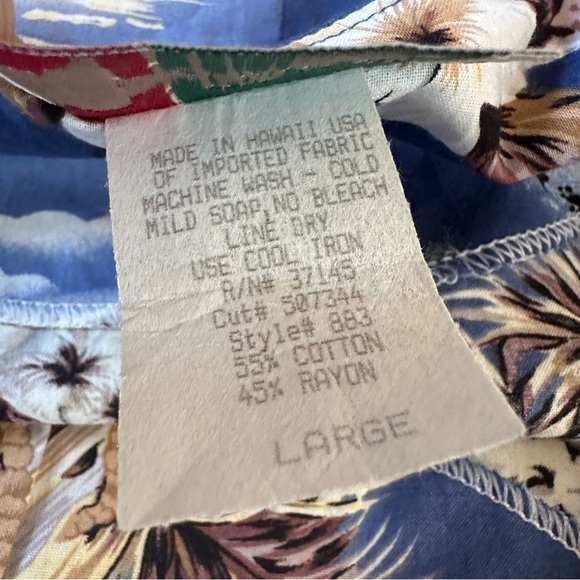 MADE IN HAWAII USA
OF IMPORTED FABRIC
MACHINE WASH - COLD
MILD SOAP,NO BLEACH
LINE DRY
USE COOL IRON
R/N# 37145
Cut# 507344
Style# 883
55% COTTON
45% RAYON
LARGE